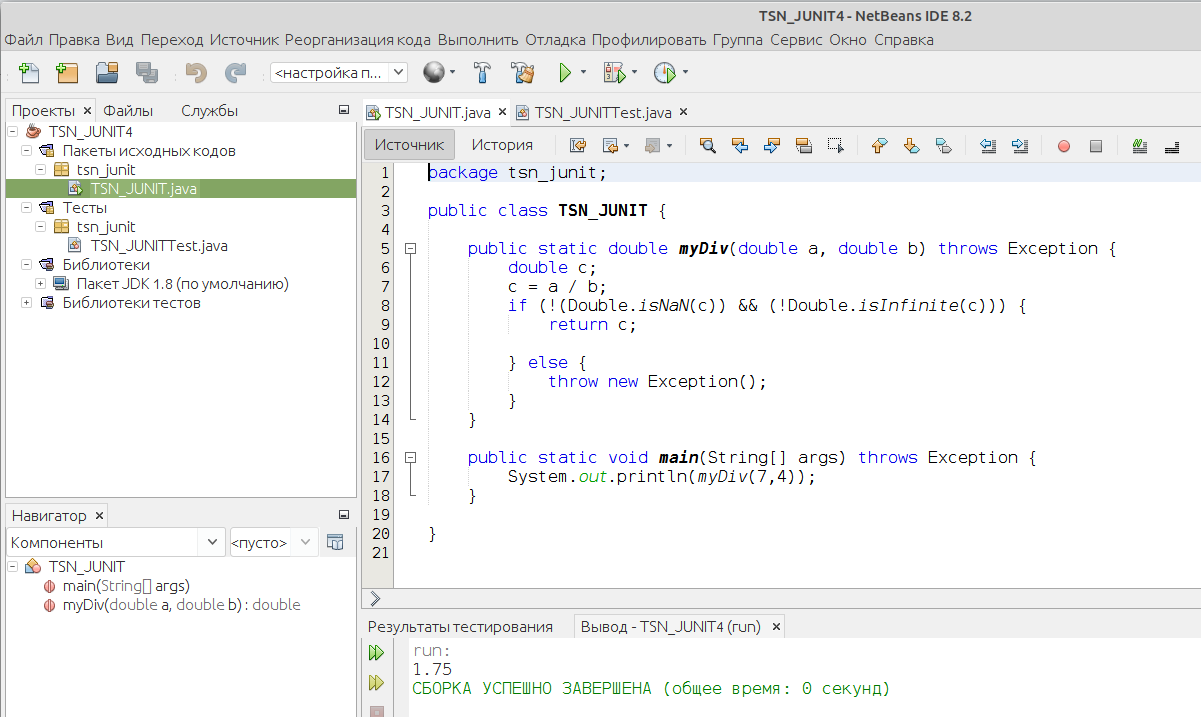 TSN_JUNIT4 - NetBeans IDE 8.2
Файл Правка Вид Переход Источник Реорганизация кода Выполнить Отладка Профилировать Группа Сервис Окно Справка
<настройка п...
Проекты Файлы Службы
TSN_JUNIT4
Пакеты исходных кодов
tsn_junit
TSN_JUNIT.java
Тесты
tsn_junit
TSN_JUNITTest.java
Библиотеки
Пакет JDK 1.8 (по умолчанию)
Библиотеки тестов
Навигатор
Компоненты <пусто>
TSN_JUNIT
main(String[] args)
myDiv(double a, double b) : double
TSN_JUNIT.java TSN_JUNITTest.java
Источник История
1 package tsn_junit;
2
3 public class TSN_JUNIT {
4
5 public static double myDiv(double a, double b) throws Exception {
6 double c;
7 c = a / b;
8 if (!(Double.isNaN(c)) && (!Double.isInfinite(c))) {
9 return c;
10
11 } else {
12 throw new Exception();
13 }
14 }
15
16 public static void main(String[] args) throws Exception {
17 System.out.println(myDiv(7,4));
18 }
19
20 }
21
Результаты тестирования Вывод - TSN_JUNIT4 (run)
run:
1.75
СБОРКА УСПЕШНО ЗАВЕРШЕНА (общее время: 0 секунд)